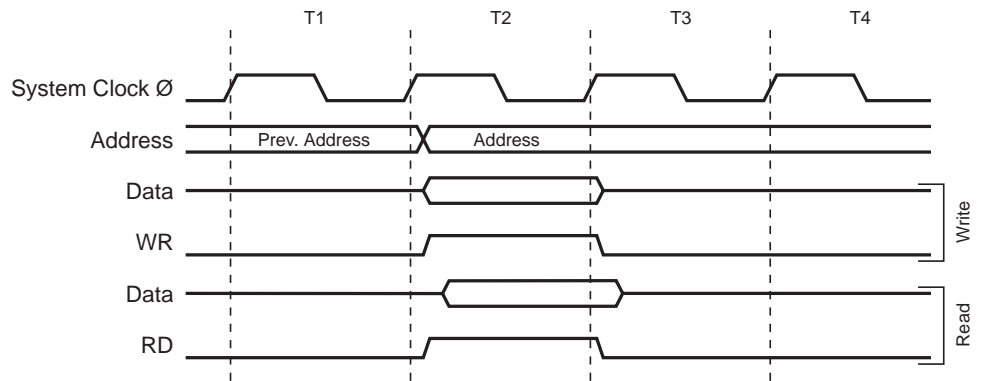 T1 T2 T3 T4
System Clock Ø
Address Prev. Address Address
Data
WR
Write
Data
RD
Read